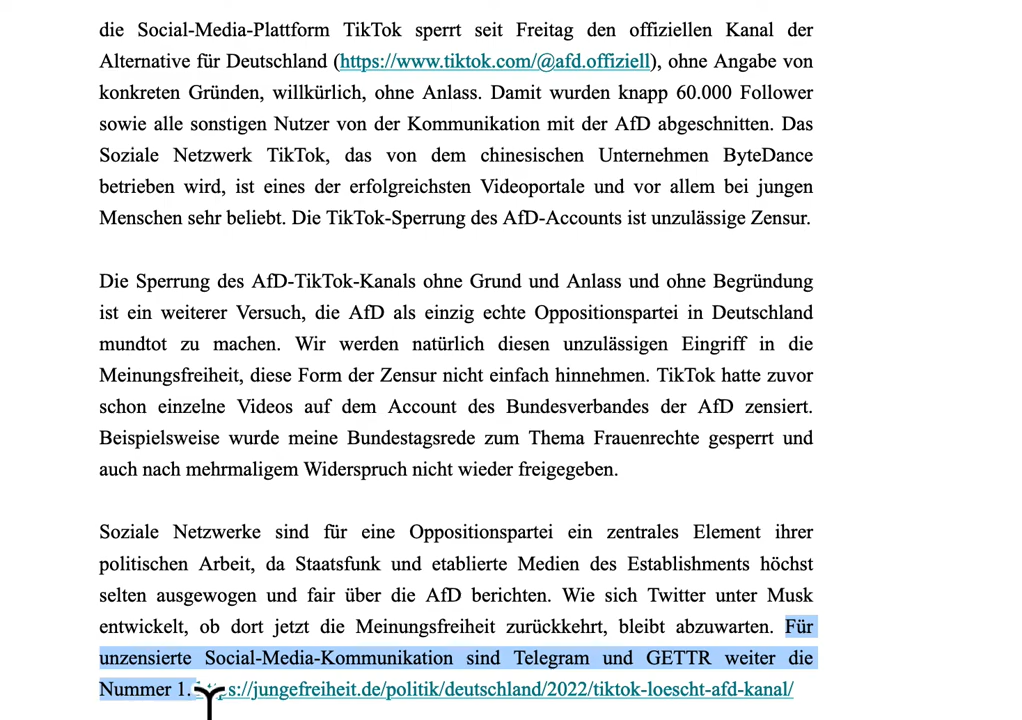 die Social-Media-Plattform TikTok sperrt seit Freitag den offiziellen Kanal der
Alternative für Deutschland (https://www.tiktok.com/@afd.offiziell), ohne Angabe von
konkreten Gründen, willkürlich, ohne Anlass. Damit wurden knapp 60.000 Follower
sowie alle sonstigen Nutzer von der Kommunikation mit der AfD abgeschnitten. Das
Soziale Netzwerk TikTok, das von dem chinesischen Unternehmen ByteDance
betrieben wird, ist eines der erfolgreichsten Videoportale und vor allem bei jungen
Menschen sehr beliebt. Die TikTok-Sperrung des AfD-Accounts ist unzulässige Zensur.
Die Sperrung des AfD-TikTok-Kanals ohne Grund und Anlass und ohne Begründung
ist ein weiterer Versuch, die AfD als einzig echte Oppositionspartei in Deutschland
mundtot zu machen. Wir werden natürlich diesen unzulässigen Eingriff in die
Meinungsfreiheit, diese Form der Zensur nicht einfach hinnehmen. TikTok hatte zuvor
schon einzelne Videos auf dem Account des Bundesverbandes der AfD zensiert.
Beispielsweise wurde meine Bundestagsrede zum Thema Frauenrechte gesperrt und
auch nach mehrmaligem Widerspruch nicht wieder freigegeben.
Soziale Netzwerke sind für eine Oppositionspartei ein zentrales Element ihrer
politischen Arbeit, da Staatsfunk und etablierte Medien des Establishments höchst
selten ausgewogen und fair über die AfD berichten. Wie sich Twitter unter Musk
entwickelt, ob dort jetzt die Meinungsfreiheit zurückkehrt, bleibt abzuwarten. Für
unzensierte Social-Media-Kommunikation sind Telegram und GETTR weiter die
Nummer 1. s://jungefreiheit.de/politik/deutschland/2022/tiktok-loescht-afd-kanal/